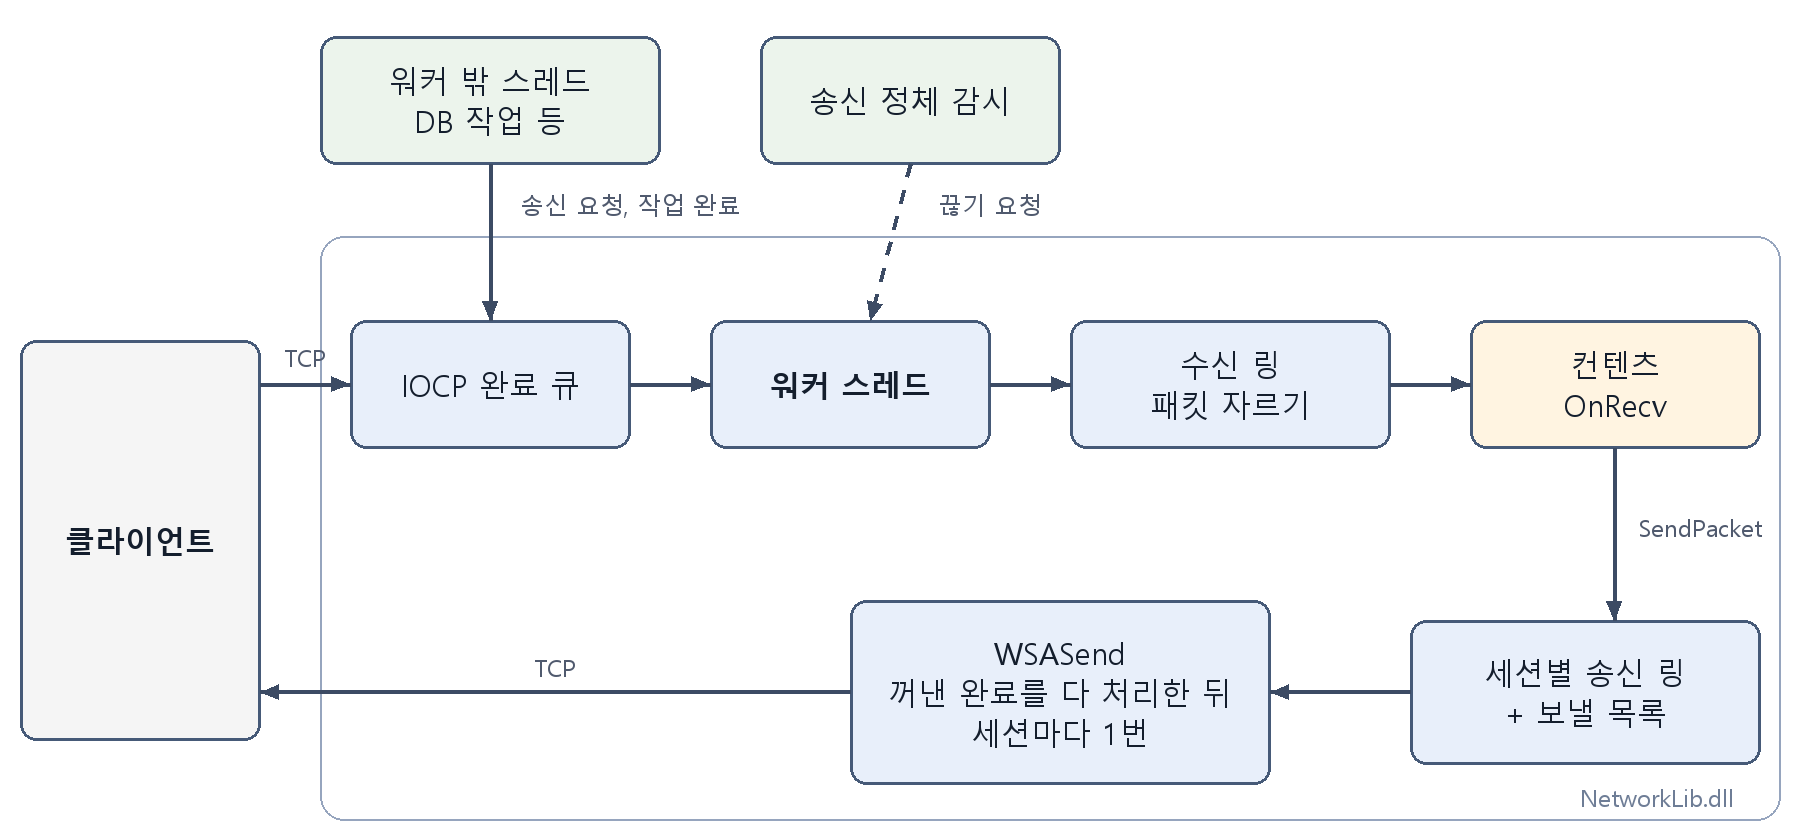 워커 밖 스레드
DB 작업 등
송신 정체 감시
송신 요청, 작업 완료
끊기 요청
TCP
IOCP 완료 큐
워커 스레드
수신 링
패킷 자르기
컨텐츠
OnRecv
클라이언트
SendPacket
TCP
WSASend
꺼낸 완료를 다 처리한 뒤
세션마다 1번
세션별 송신 링
+ 보낼 목록
NetworkLib.dll